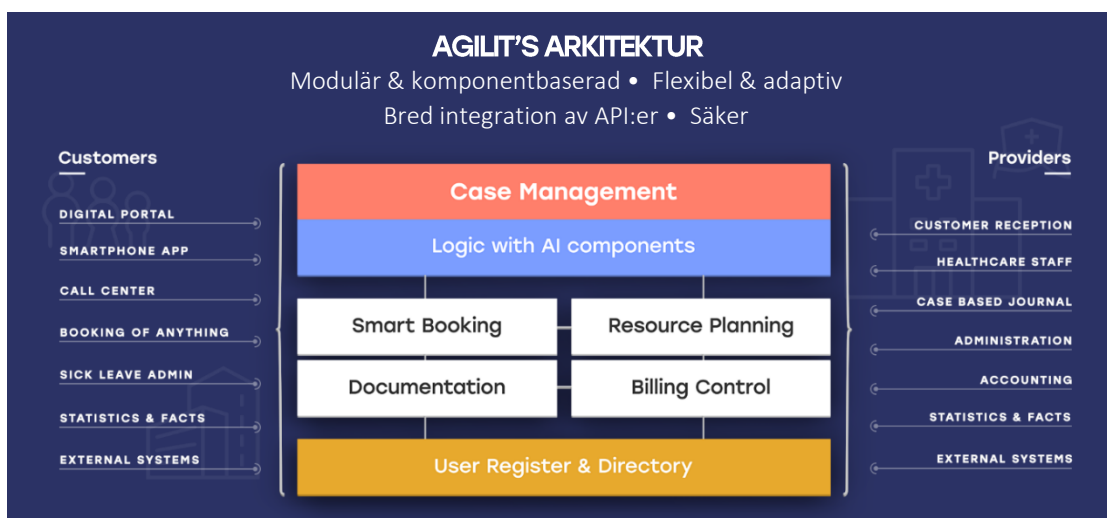 AGILIT'S ARKITEKTUR
Modulär & komponentbaserad • Flexibel & adaptiv
Bred integration av API:er • Säker
Customers
DIGITAL PORTAL
SMARTPHONE APP
CALL CENTER
BOOKING OF ANYTHING
SICK LEAVE ADMIN
STATISTICS & FACTS
EXTERNAL SYSTEMS
Case Management
Logic with AI components
Smart Booking
Resource Planning
Documentation
Billing Control
User Register & Directory
Providers
CUSTOMER RECEPTION
HEALTHCARE STAFF
CASE BASED JOURNAL
ADMINISTRATION
ACCOUNTING
STATISTICS & FACTS
EXTERNAL SYSTEMS